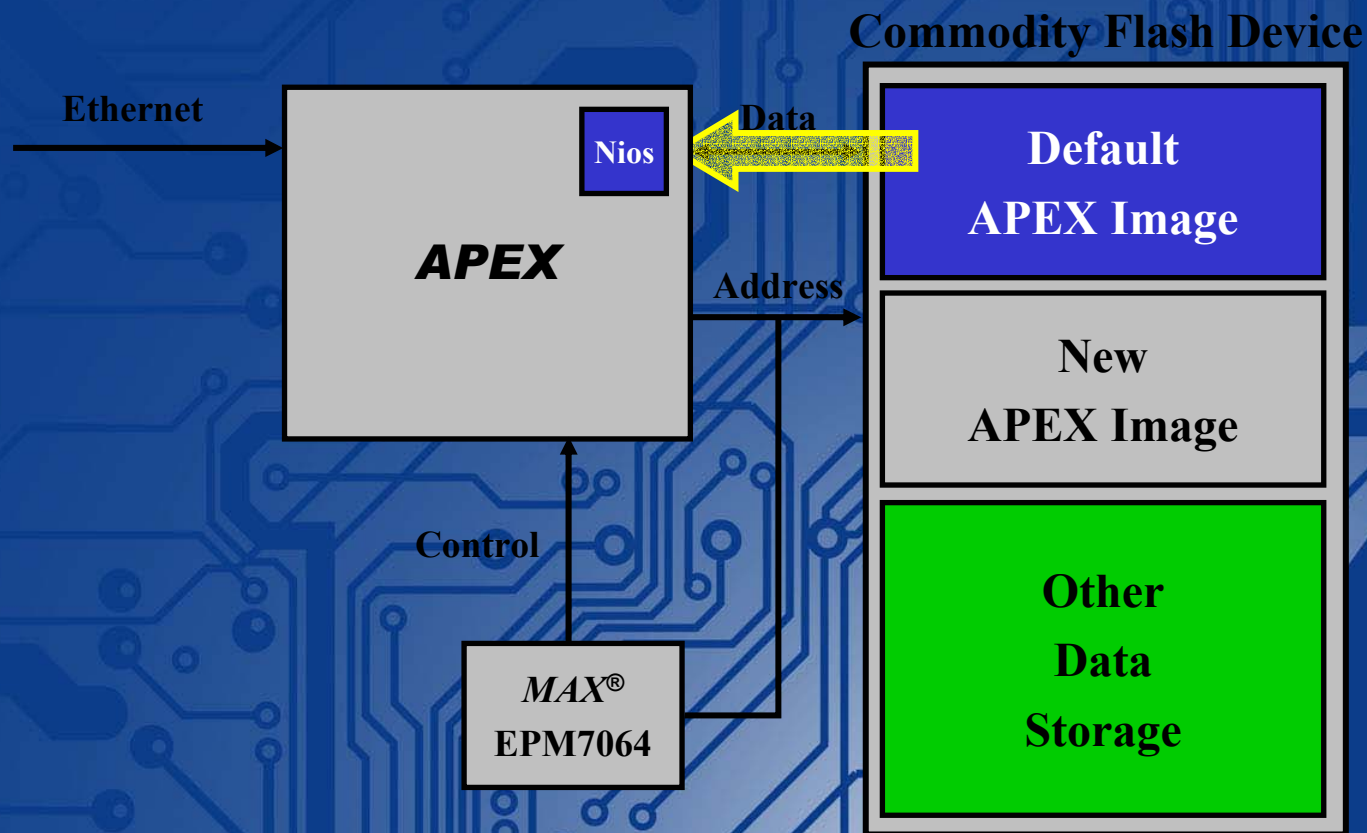 Commodity Flash Device
Ethernet
Nios
Data
APEX
Address
Default
APEX Image
New
APEX Image
Control
MAX®
EPM7064
Other
Data
Storage